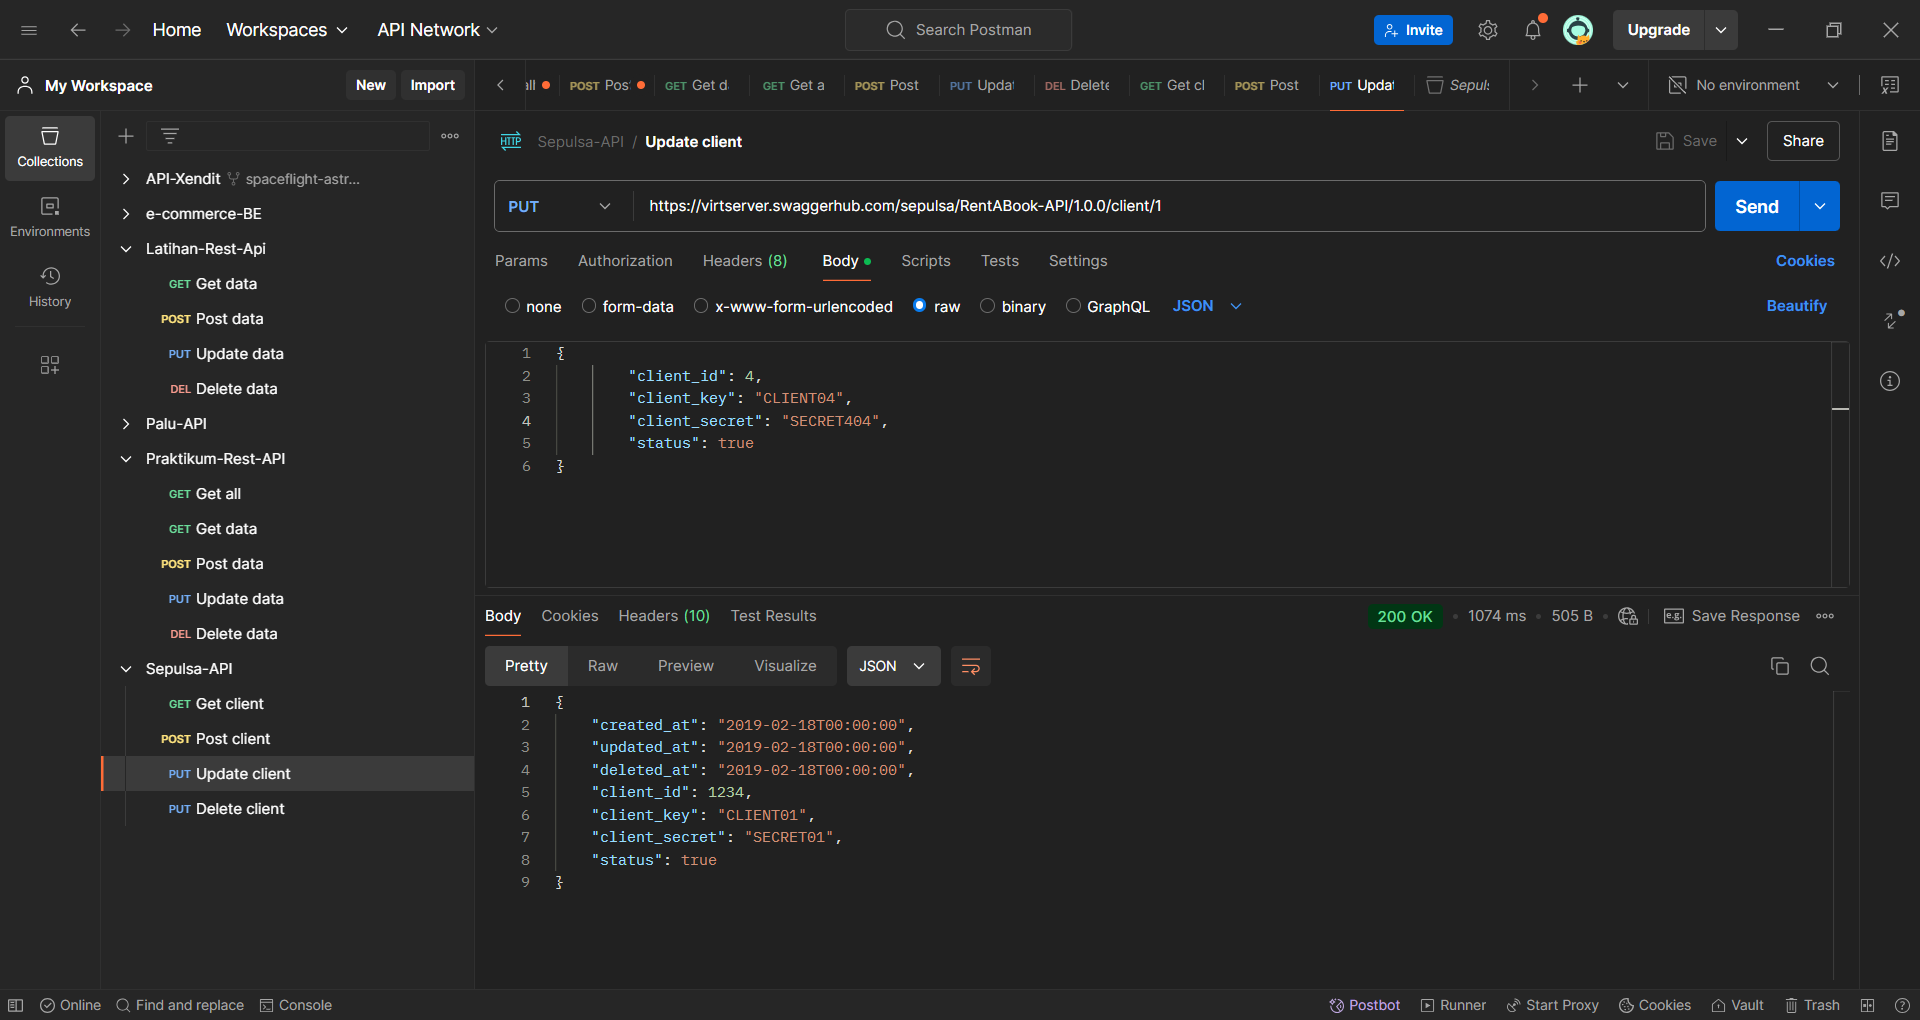 Home Workspaces API Network Search Postman Invite Upgrade
My Workspace New Import
all POST Pos GET Get d GET Get a POST Post PUT Updat DEL Delete GET Get cl POST Post PUT Updat Sepuls No environment
Collections
Environments
History
API-Xendit spaceflight-astr...
e-commerce-BE
Latihan-Rest-Api
GET Get data
POST Post data
PUT Update data
DEL Delete data
Palu-API
Praktikum-Rest-API
GET Get all
GET Get data
POST Post data
PUT Update data
DEL Delete data
Sepulsa-API
GET Get client
POST Post client
PUT Update client
PUT Delete client
HTTP Sepulsa-API / Update client Save Share
PUT https://virtserver.swaggerhub.com/sepulsa/RentABook-API/1.0.0/client/1 Send
Params Authorization Headers (8) Body Scripts Tests Settings Cookies
none form-data x-www-form-urlencoded raw binary GraphQL JSON Beautify
1 {
2 "client_id": 4,
3 "client_key": "CLIENT04",
4 "client_secret": "SECRET404",
5 "status": true
6 }
Body Cookies Headers (10) Test Results 200 OK 1074 ms 505 B e.g. Save Response
Pretty Raw Preview Visualize JSON
1 {
2 "created_at": "2019-02-18T00:00:00",
3 "updated_at": "2019-02-18T00:00:00",
4 "deleted_at": "2019-02-18T00:00:00",
5 "client_id": 1234,
6 "client_key": "CLIENT01",
7 "client_secret": "SECRET01",
8 "status": true
9 }
Online Find and replace Console Postbot Runner Start Proxy Cookies Vault Trash